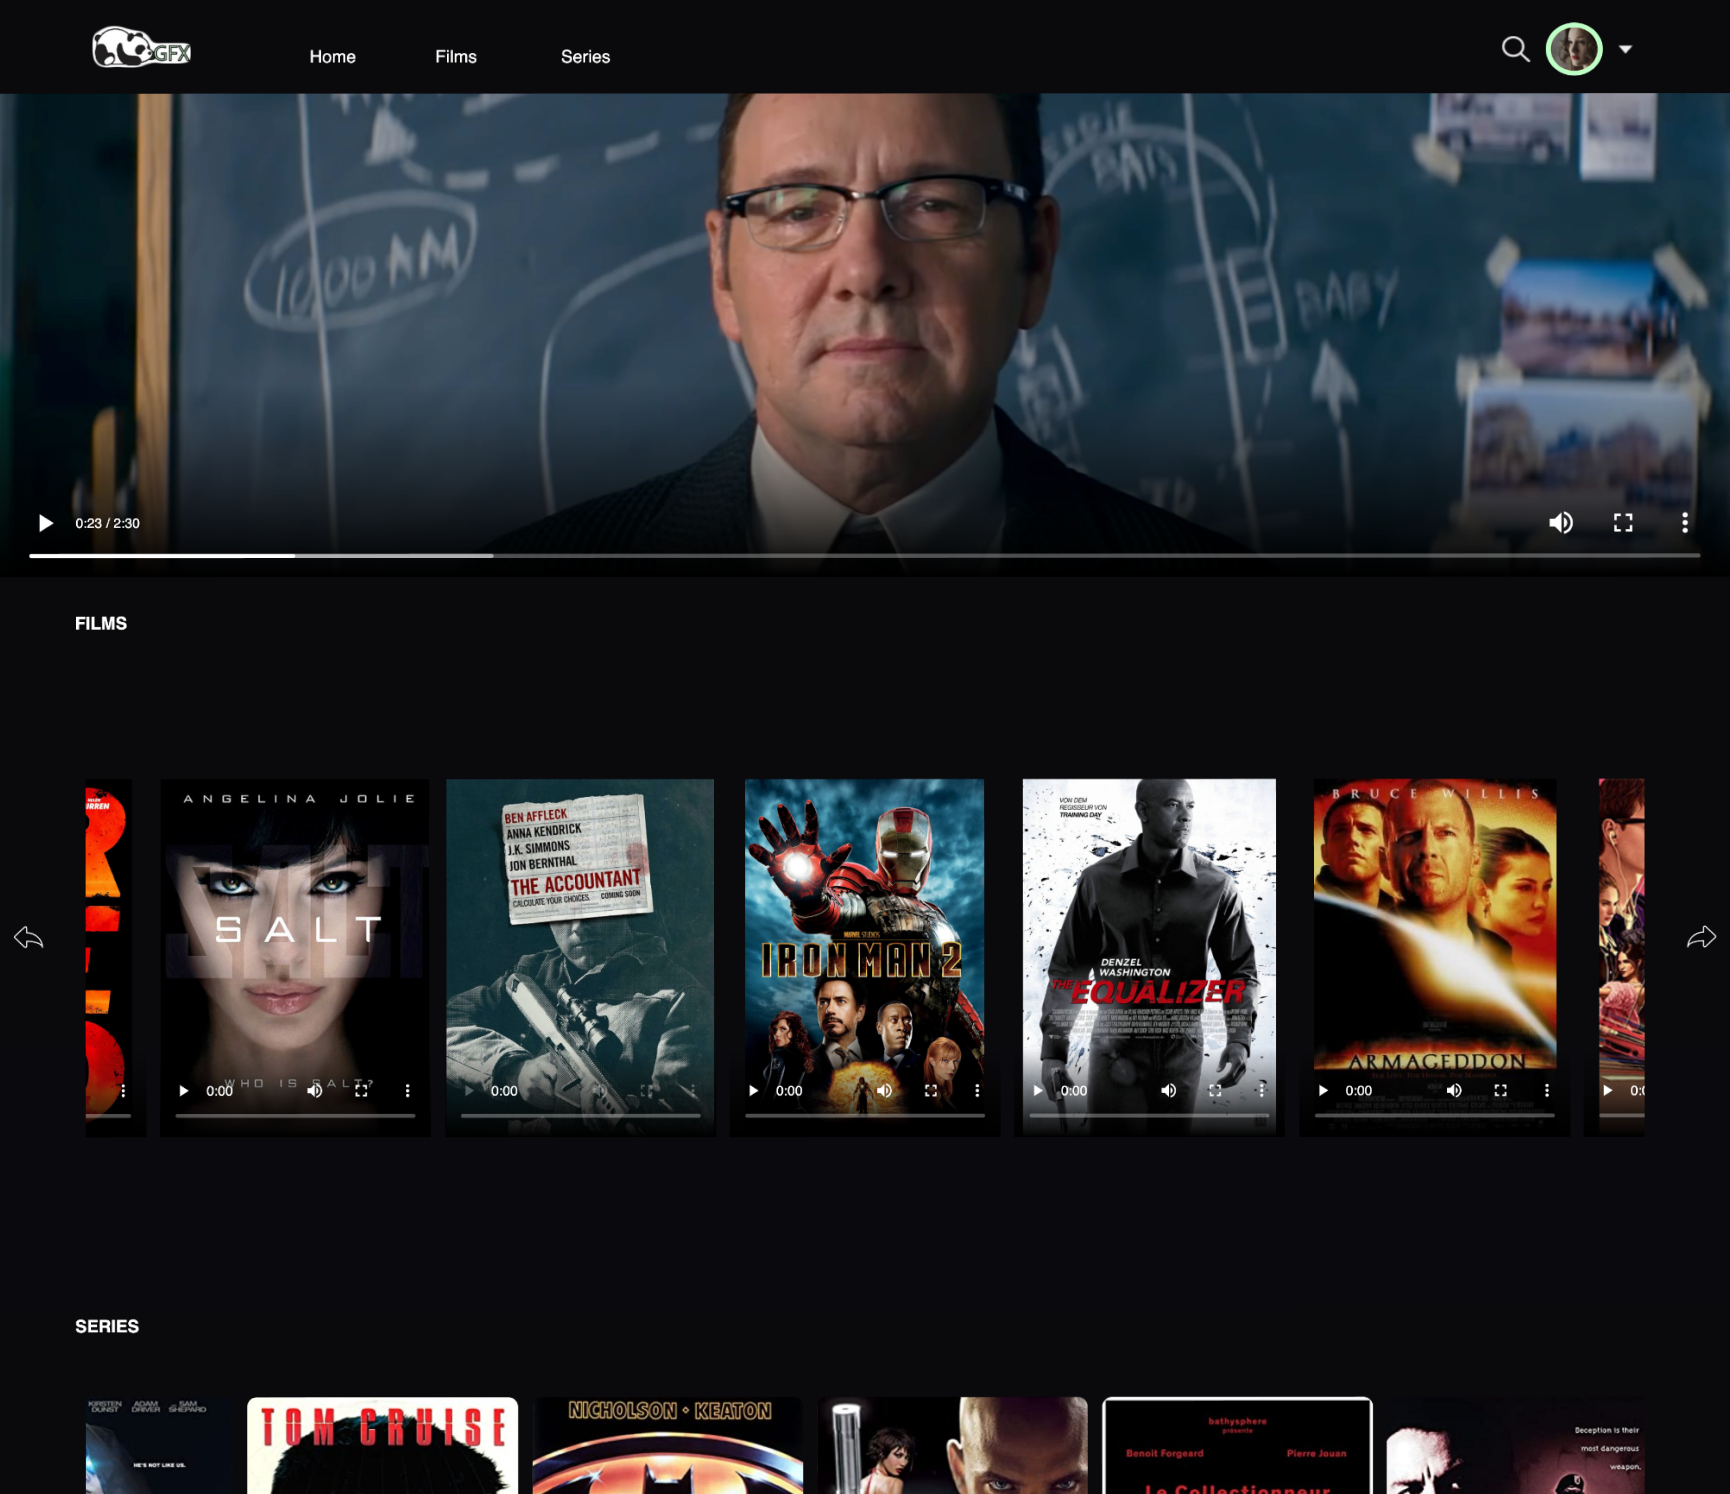 GFX
Home
Films
Series
10:00 AM
BABY
0:23 / 2:30
FILMS
ANGELINA JOLIE
SALT
WHO IS SALT?
0:00
BEN AFFLECK
ANNA KENDRICK
J.K. SIMMONS
JON BERNTHAL
THE ACCOUNTANT
CALCULATE YOUR CHOICES.
COMING SOON
0:00
MARVEL STUDIOS
IRON MAN 2
0:00
VON DEM
REGISSEUR VON
TRAINING DAY
DENZEL
WASHINGTON
THE EQUALIZER
0:00
BRUCE WILLIS
ARMAGEDDON
0:00
SERIES
KIRSTEN DUNST
ADAM DRIVER
SAM SHEPARD
HE'S NOT LIKE US.
TOM CRUISE
NICHOLSON • KEATON
bathysphere
présente
Benoit Forgeard
Pierre Jouan
Le Collectionneur
Deception is their
most dangerous
weapon.